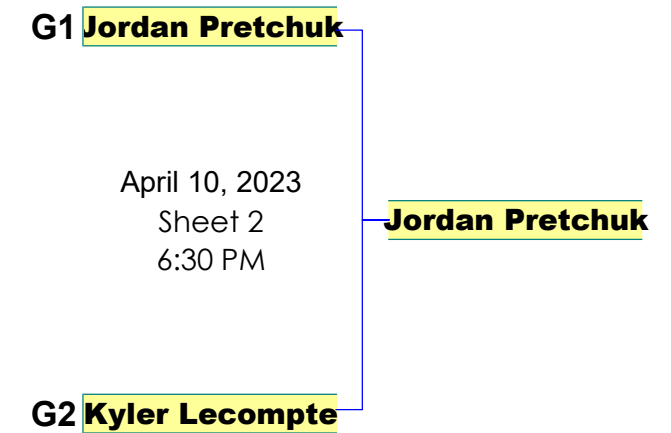 G1 Jordan Pretchuk
April 10, 2023
Sheet 2
6:30 PM
Jordan Pretchuk
G2 Kyler Lecompte